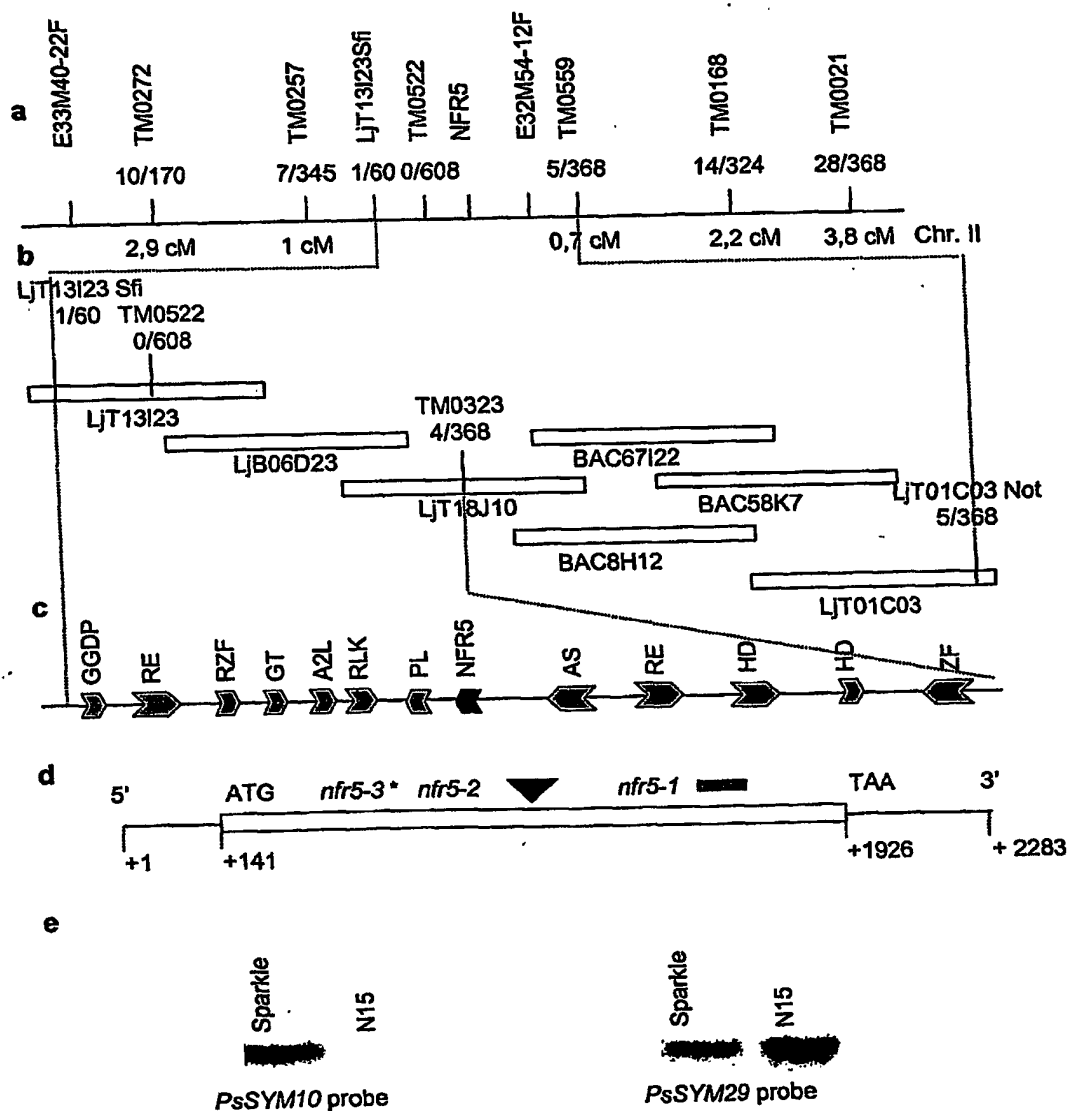 a
E33M40-22F
TM0272
TM0257
LjT13I23Sfi
TM0522
NFR5
E32M54-12F
TM0559
TM0168
TM0021
10/170
7/345
1/60
0/608
5/368
14/324
28/368
2,9 cM
1 cM
0,7 cM
2,2 cM
3,8 cM
Chr. II
b
LjT13I23 Sfi
1/60
TM0522
0/608
LjT13I23
LjB06D23
TM0323
4/368
LjT18J10
BAC67I22
BAC58K7
BAC8H12
LjT01C03 Not
5/368
LjT01C03
c
GGDP
RE
RZF
GT
A2L
RLK
PL
NFR5
AS
RE
HD
HD
ZF
d
5'
ATG
nfr5-3 *
nfr5-2
nfr5-1
TAA
3'
+1
+141
+1926
+ 2283
e
Sparkle
N15
Sparkle
N15
PsSYM10 probe
PsSYM29 probe